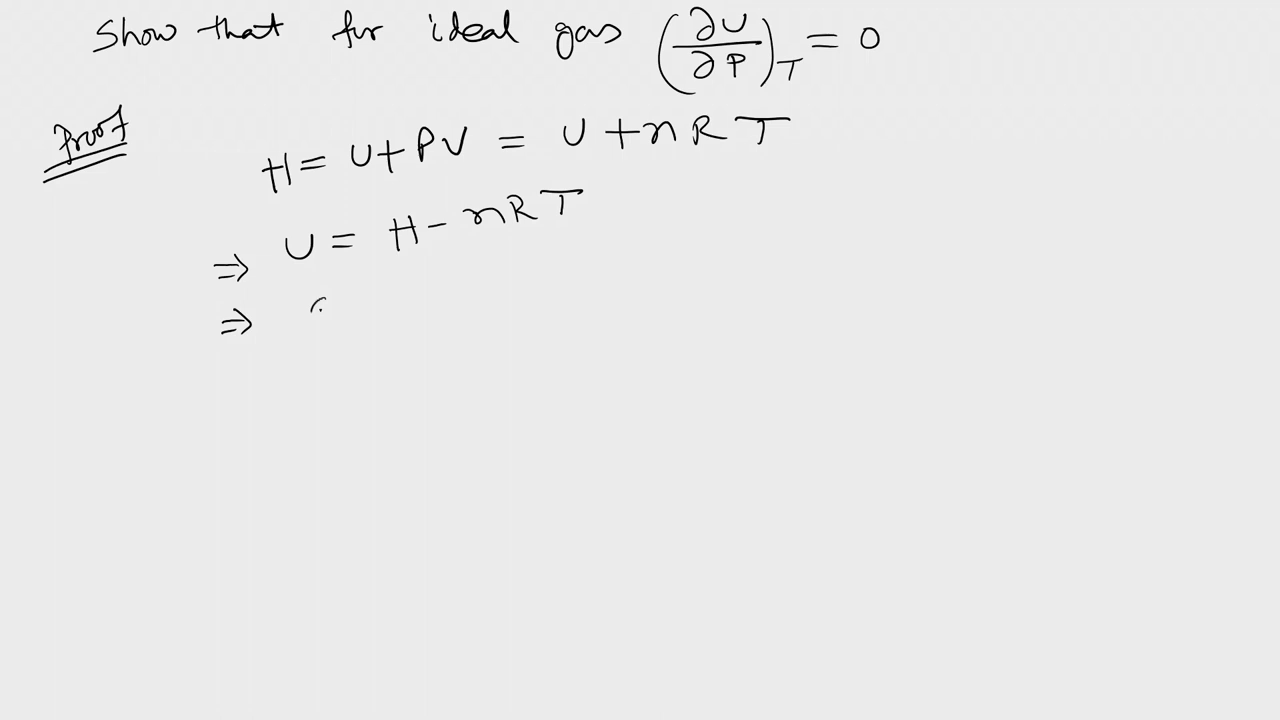 Show that for ideal gas (∂U/∂P)_T = 0
Proof
H = U + PV = U + nRT
⇒ U = H - nRT
⇒ (